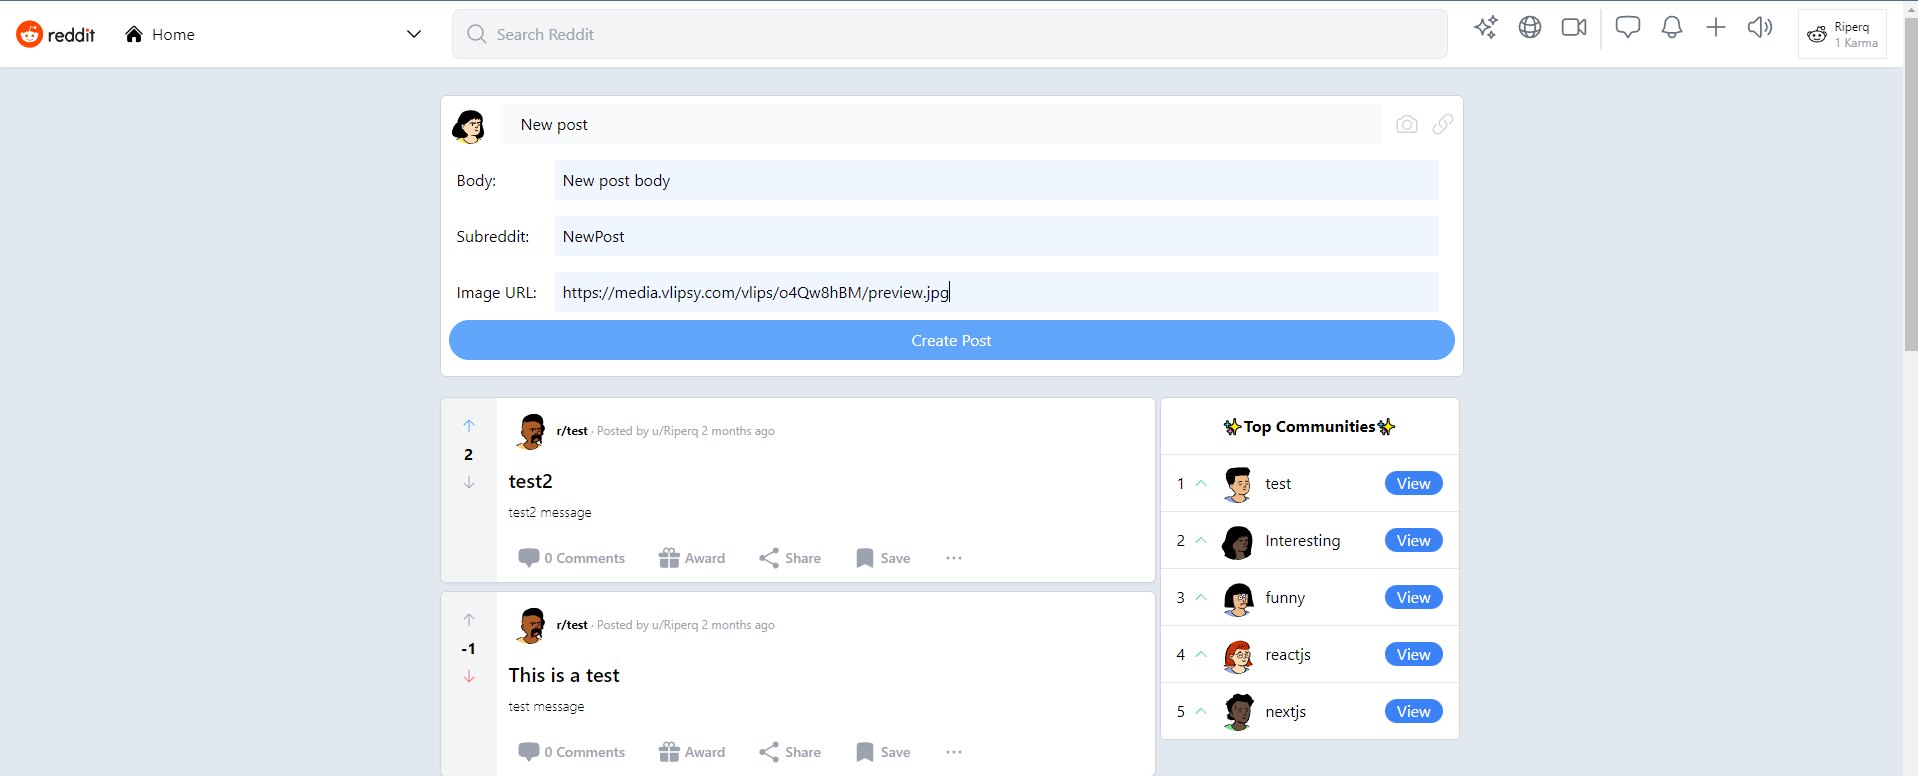 reddit Home Search Reddit Riperq
1 Karma
New post
Body: New post body
Subreddit: NewPost
Image URL: https://media.vlipsy.com/vlips/o4Qw8hBM/preview.jpg
Create Post
r/test · Posted by u/Riperq 2 months ago
2
test2
test2 message
0 Comments Award Share Save ...
r/test · Posted by u/Riperq 2 months ago
-1
This is a test
test message
0 Comments Award Share Save ...
✨Top Communities✨
1 test View
2 Interesting View
3 funny View
4 reactjs View
5 nextjs View